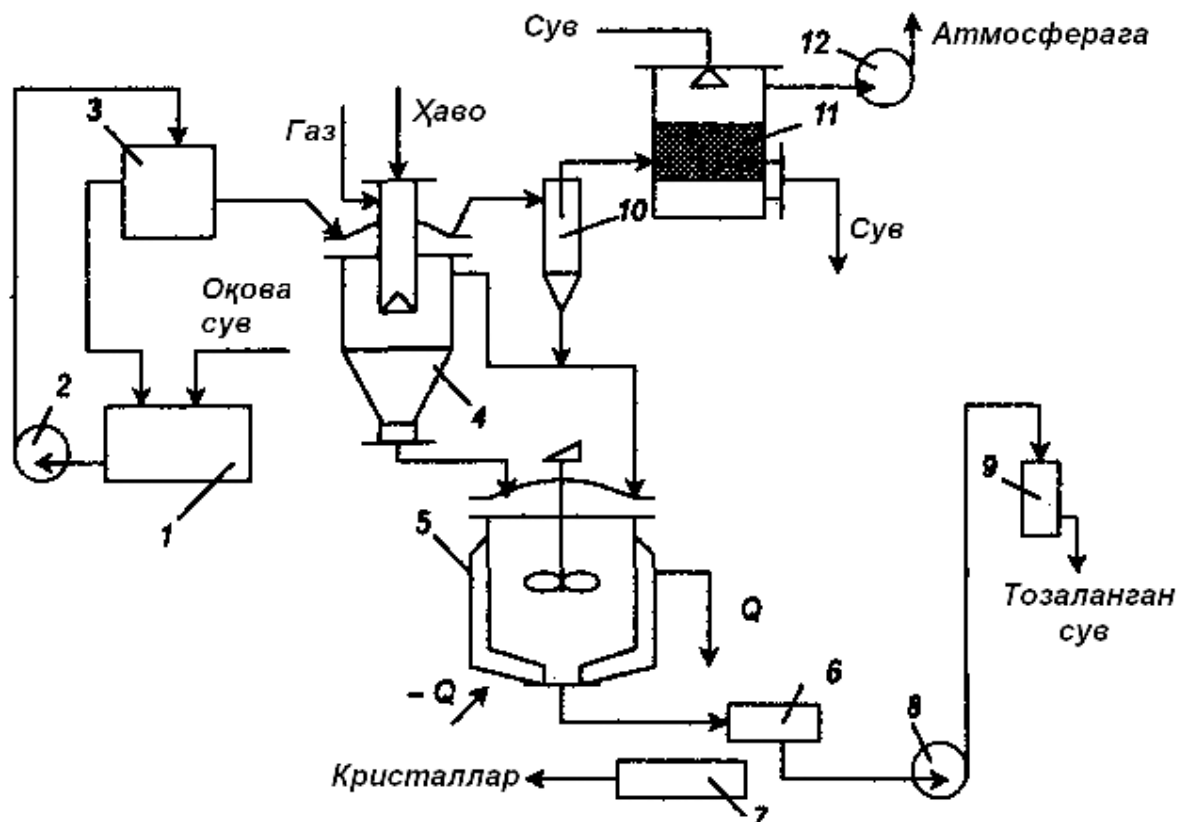 Сув
12
Атмосферага
3
Газ
Ҳаво
11
10
Сув
Оқова
сув
2
4
1
9
5
Тозаланган
сув
Q
– Q
6
8
Кристаллар
7